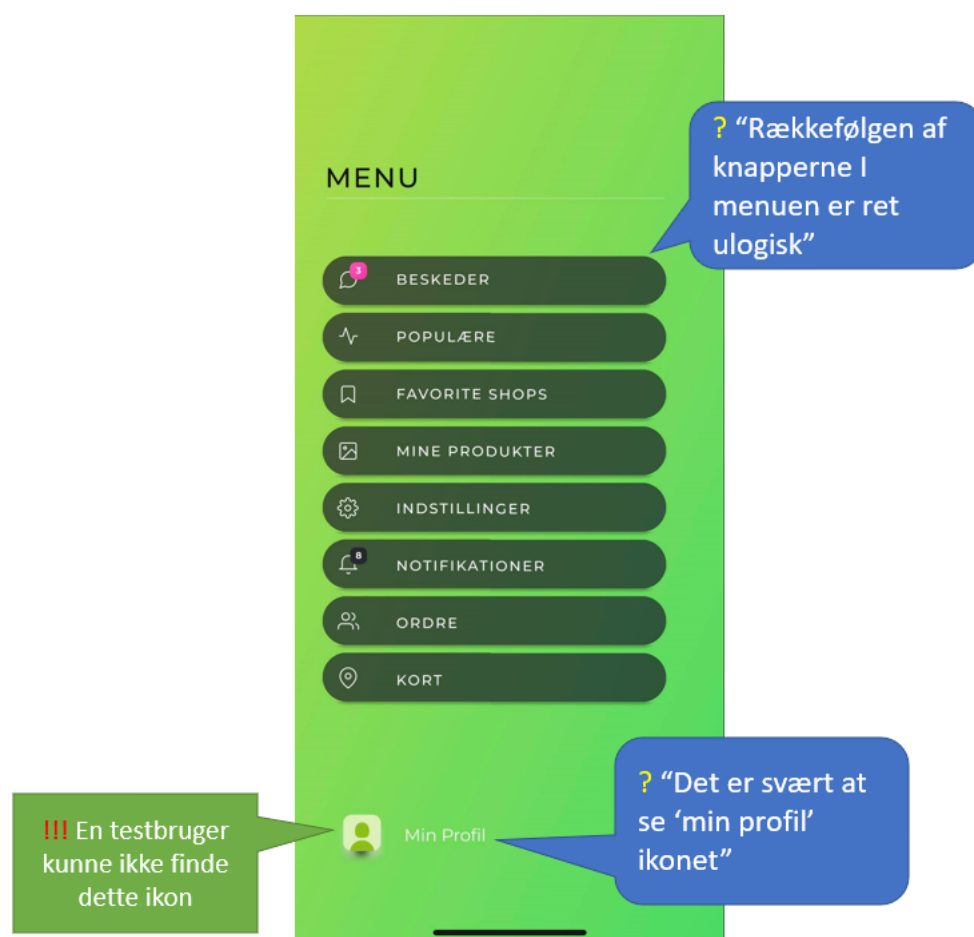 ? “Rækkefølgen af
knapperne I
menuen er ret
ulogisk”
MENU
3
BESKEDER
POPULÆRE
FAVORITE SHOPS
MINE PRODUKTER
INDSTILLINGER
8
NOTIFIKATIONER
ORDRE
KORT
? “Det er svært at
se ‘min profil’
ikonet”
!!! En testbruger
kunne ikke finde
dette ikon
Min Profil